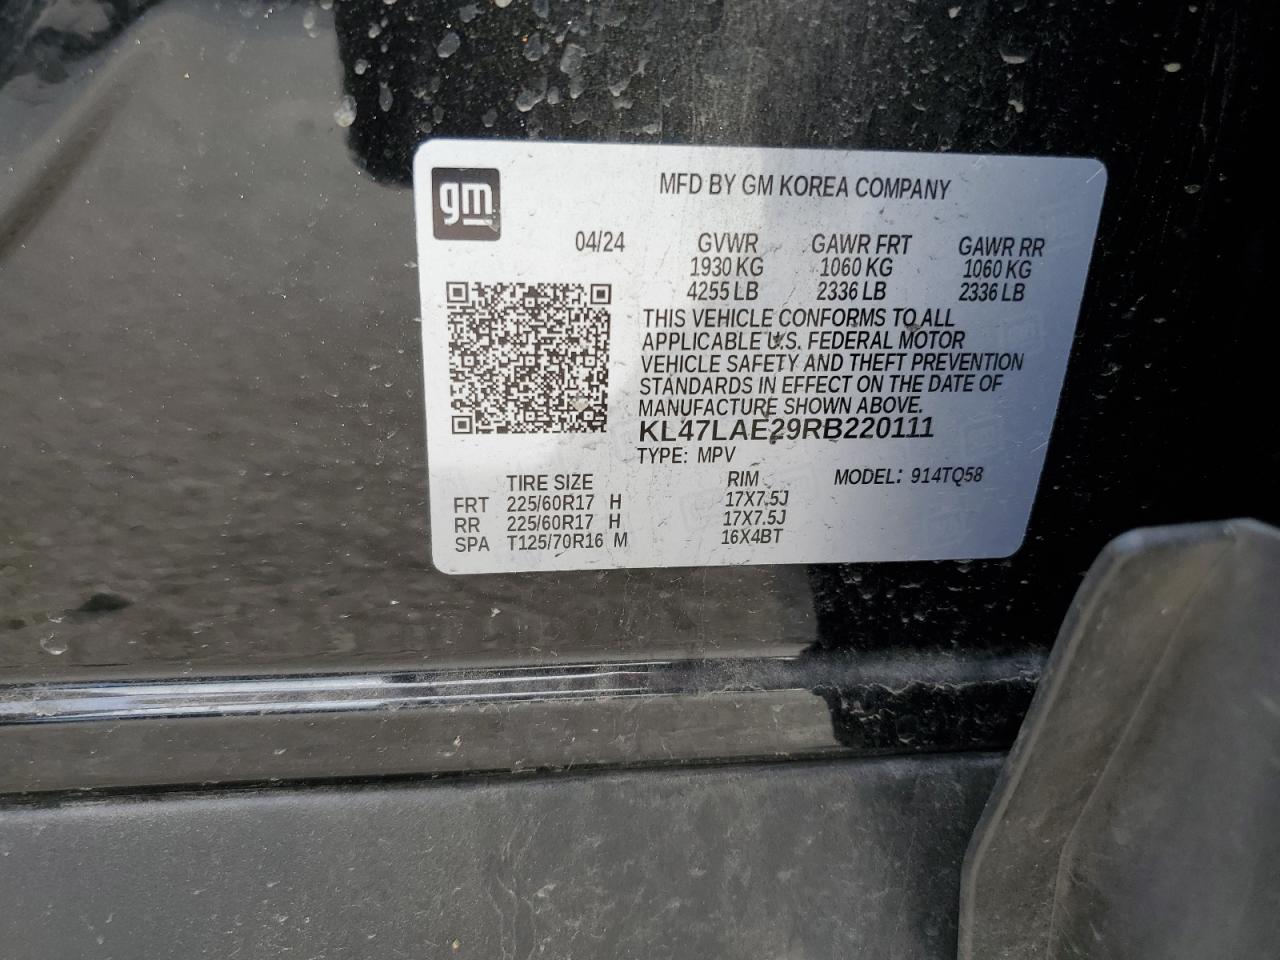 gm
MFD BY GM KOREA COMPANY
04/24 GVWR GAWR FRT GAWR RR
1930 KG 1060 KG 1060 KG
4255 LB 2336 LB 2336 LB
THIS VEHICLE CONFORMS TO ALL
APPLICABLE U.S. FEDERAL MOTOR
VEHICLE SAFETY AND THEFT PREVENTION
STANDARDS IN EFFECT ON THE DATE OF
MANUFACTURE SHOWN ABOVE.
KL47LAE29RB220111
TYPE: MPV
TIRE SIZE RIM MODEL: 914TQ58
FRT 225/60R17 H 17X7.5J
RR 225/60R17 H 17X7.5J
SPA T125/70R16 M 16X4BT